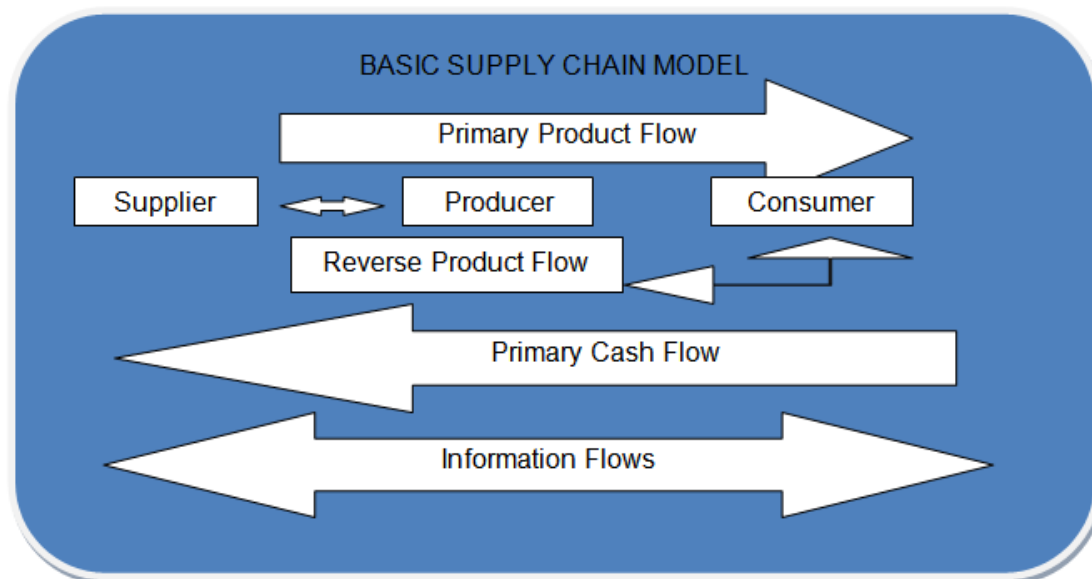 BASIC SUPPLY CHAIN MODEL
Primary Product Flow
Supplier
Producer
Consumer
Reverse Product Flow
Primary Cash Flow
Information Flows